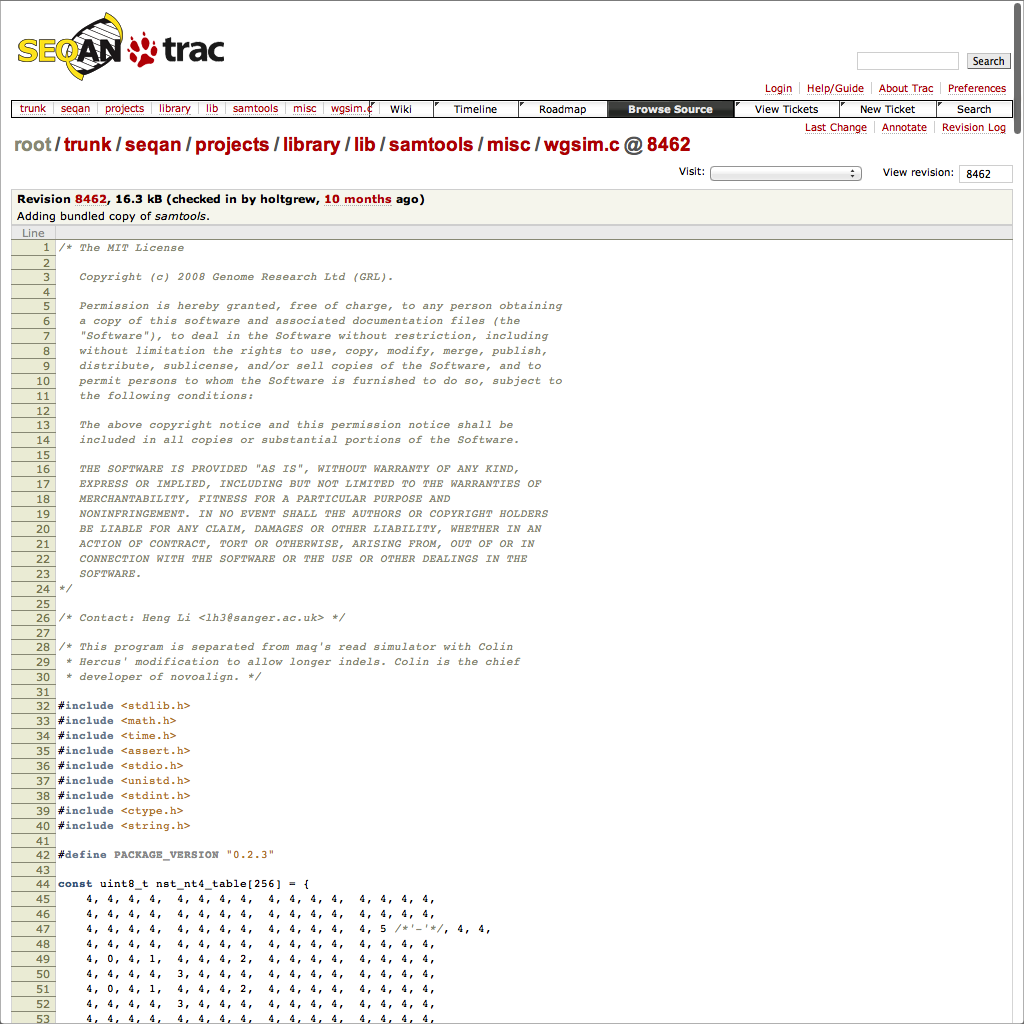 SEQAN trac
Search
Login Help/Guide About Trac Preferences
trunk seqan projects library lib samtools misc wgsim.c Wiki Timeline Roadmap Browse Source View Tickets New Ticket Search
Last Change Annotate Revision Log
root/trunk/seqan/projects/library/lib/samtools/misc/wgsim.c @ 8462
Visit: View revision: 8462
Revision 8462, 16.3 kB (checked in by holtgrew, 10 months ago)
Adding bundled copy of samtools.
Line
1 /* The MIT License
2
3 Copyright (c) 2008 Genome Research Ltd (GRL).
4
5 Permission is hereby granted, free of charge, to any person obtaining
6 a copy of this software and associated documentation files (the
7 "Software"), to deal in the Software without restriction, including
8 without limitation the rights to use, copy, modify, merge, publish,
9 distribute, sublicense, and/or sell copies of the Software, and to
10 permit persons to whom the Software is furnished to do so, subject to
11 the following conditions:
12
13 The above copyright notice and this permission notice shall be
14 included in all copies or substantial portions of the Software.
15
16 THE SOFTWARE IS PROVIDED "AS IS", WITHOUT WARRANTY OF ANY KIND,
17 EXPRESS OR IMPLIED, INCLUDING BUT NOT LIMITED TO THE WARRANTIES OF
18 MERCHANTABILITY, FITNESS FOR A PARTICULAR PURPOSE AND
19 NONINFRINGEMENT. IN NO EVENT SHALL THE AUTHORS OR COPYRIGHT HOLDERS
20 BE LIABLE FOR ANY CLAIM, DAMAGES OR OTHER LIABILITY, WHETHER IN AN
21 ACTION OF CONTRACT, TORT OR OTHERWISE, ARISING FROM, OUT OF OR IN
22 CONNECTION WITH THE SOFTWARE OR THE USE OR OTHER DEALINGS IN THE
23 SOFTWARE.
24 */
25
26 /* Contact: Heng Li <lh3@sanger.ac.uk> */
27
28 /* This program is separated from maq's read simulator with Colin
29 * Hercus' modification to allow longer indels. Colin is the chief
30 * developer of novoalign. */
31
32 #include <stdlib.h>
33 #include <math.h>
34 #include <time.h>
35 #include <assert.h>
36 #include <stdio.h>
37 #include <unistd.h>
38 #include <stdint.h>
39 #include <ctype.h>
40 #include <string.h>
41
42 #define PACKAGE_VERSION "0.2.3"
43
44 const uint8_t nst_nt4_table[256] = {
45 4, 4, 4, 4, 4, 4, 4, 4, 4, 4, 4, 4, 4, 4, 4, 4,
46 4, 4, 4, 4, 4, 4, 4, 4, 4, 4, 4, 4, 4, 4, 4, 4,
47 4, 4, 4, 4, 4, 4, 4, 4, 4, 4, 4, 4, 4, 5 /*'-'*/, 4, 4,
48 4, 4, 4, 4, 4, 4, 4, 4, 4, 4, 4, 4, 4, 4, 4, 4,
49 4, 0, 4, 1, 4, 4, 4, 2, 4, 4, 4, 4, 4, 4, 4, 4,
50 4, 4, 4, 4, 3, 4, 4, 4, 4, 4, 4, 4, 4, 4, 4, 4,
51 4, 0, 4, 1, 4, 4, 4, 2, 4, 4, 4, 4, 4, 4, 4, 4,
52 4, 4, 4, 4, 3, 4, 4, 4, 4, 4, 4, 4, 4, 4, 4, 4,
53 4, 4, 4, 4, 4, 4, 4, 4, 4, 4, 4, 4, 4, 4, 4, 4,